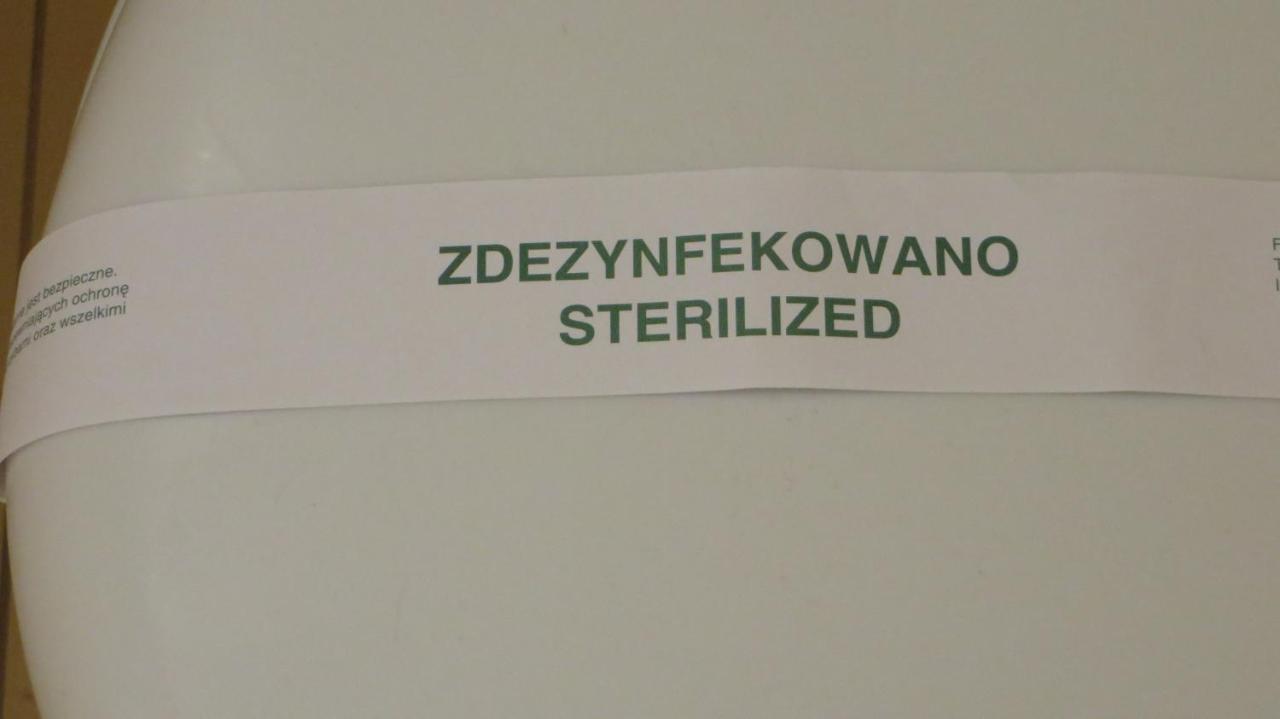 jest bezpieczne.
ochronę
oraz wszelkimi
ZDEZYNFEKOWANO
STERILIZED